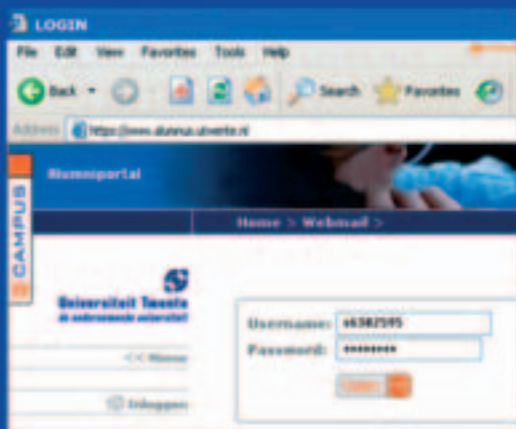 LOGIN
File Edit View Favorites Tools Help
Back Search Favorites
Address https://www.alumnus.utwente.nl
Alumniportal
CAMPUS
Home > Webmail >
Universiteit Twente
de ondernemende universiteit
Username: s6382595
Password: ********
<< Home
Inloggen